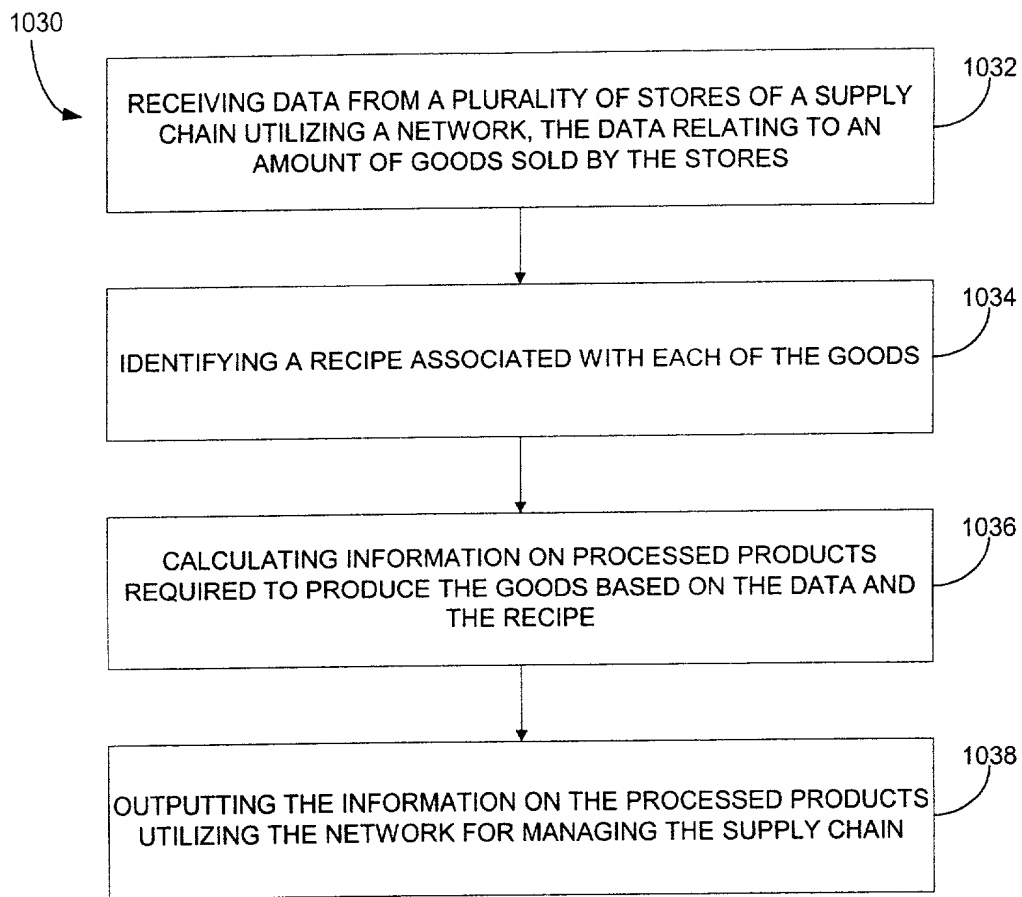 1030
1032
RECEIVING DATA FROM A PLURALITY OF STORES OF A SUPPLY
CHAIN UTILIZING A NETWORK, THE DATA RELATING TO AN
AMOUNT OF GOODS SOLD BY THE STORES
1034
IDENTIFYING A RECIPE ASSOCIATED WITH EACH OF THE GOODS
1036
CALCULATING INFORMATION ON PROCESSED PRODUCTS
REQUIRED TO PRODUCE THE GOODS BASED ON THE DATA AND
THE RECIPE
1038
OUTPUTTING THE INFORMATION ON THE PROCESSED PRODUCTS
UTILIZING THE NETWORK FOR MANAGING THE SUPPLY CHAIN